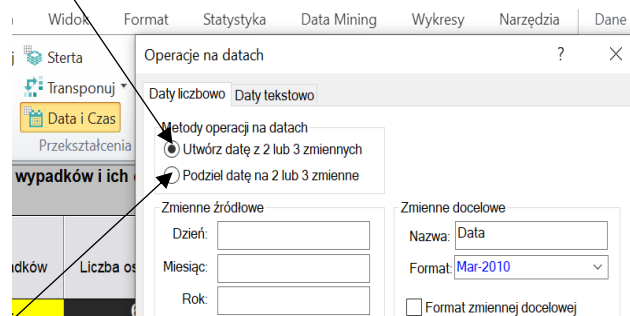 Widok Format Statystyka Data Mining Wykresy Narzędzia Dane
Sterta
Transponuj
Data i Czas
Przekształcenia
Operacje na datach ?
Daty liczbowo Daty tekstowo
Metody operacji na datach
Utwórz datę z 2 lub 3 zmiennych
Podziel datę na 2 lub 3 zmienne
wypadków i ich
Zmienne źródłowe
Dzień:
Miesiąc:
Rok:
Zmienne docelowe
Nazwa: Data
Format: Mar-2010
Format zmiennej docelowej
Liczba